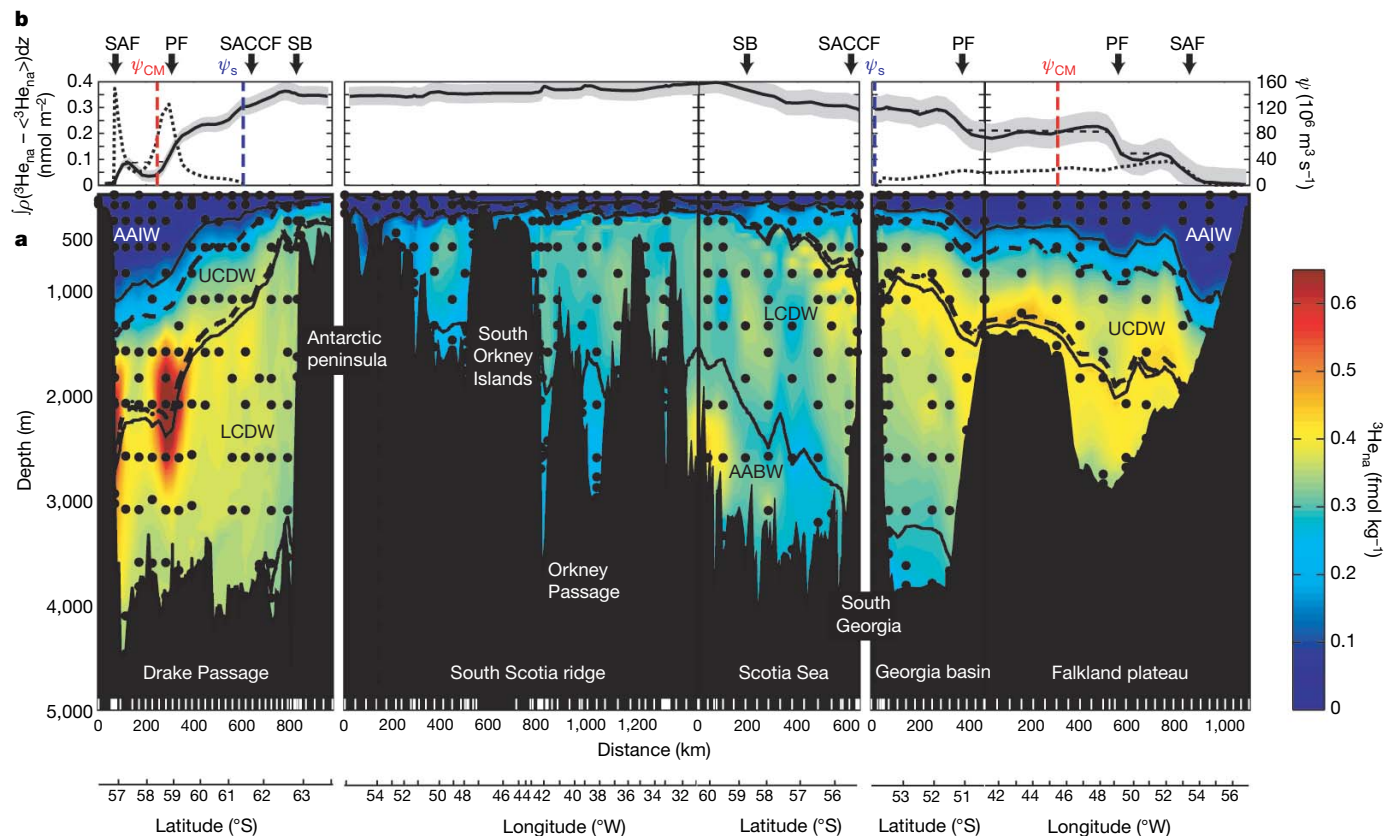 b
SAF PF SACCF SB SB SACCF PF PF SAF
ψCM ψs ψs ψCM
∫ρ(³Hena – <³Hena>)dz
(nmol m⁻²)
0.4 0.3 0.2 0.1 0
160 120 80 40 0
ψ (10⁶ m³ s⁻¹)
a
AAIW
UCDW
LCDW
Antarctic
peninsula
South
Orkney
Islands
Orkney
Passage
LCDW
AABW
South
Georgia
AAIW
UCDW
Drake Passage South Scotia ridge Scotia Sea Georgia basin Falkland plateau
Depth (m)
500
1,000
2,000
3,000
4,000
5,000
0 200 400 600 800 0 200 400 600 800 1,000 1,200 0 200 400 600 0 200 400 0 200 400 600 800 1,000
Distance (km)
57 58 59 60 61 62 63 54 52 50 48 46 44 42 40 38 36 34 32 60 59 58 57 56 53 52 51 42 44 46 48 50 52 54 56
Latitude (°S) Longitude (°W) Latitude (°S) Latitude (°S) Longitude (°W)
0.6
0.5
0.4
0.3
0.2
0.1
0
³Hena (fmol kg⁻¹)